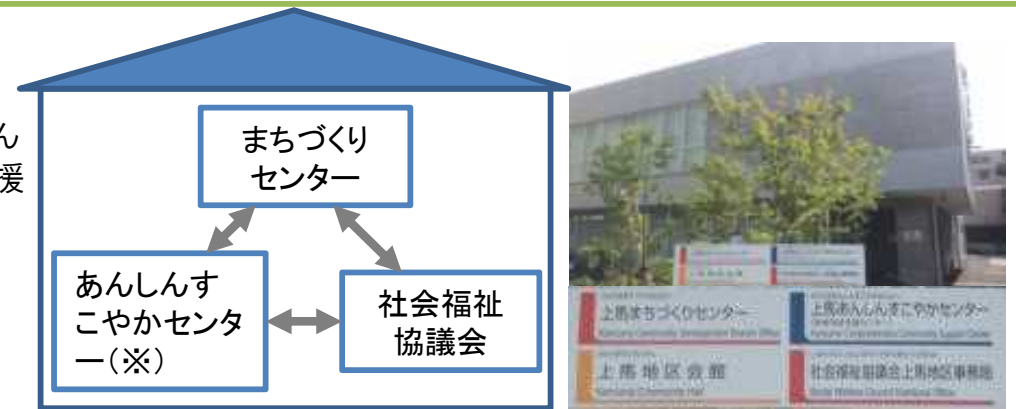 ん
援
まちづくり
センター
あんしんす
こやかセンタ
ー(※)
社会福祉
協議会
上馬まちづくりセンター
上馬あんしんすこやかセンター
上馬地区会館
社会福祉協議会上馬地区事務局